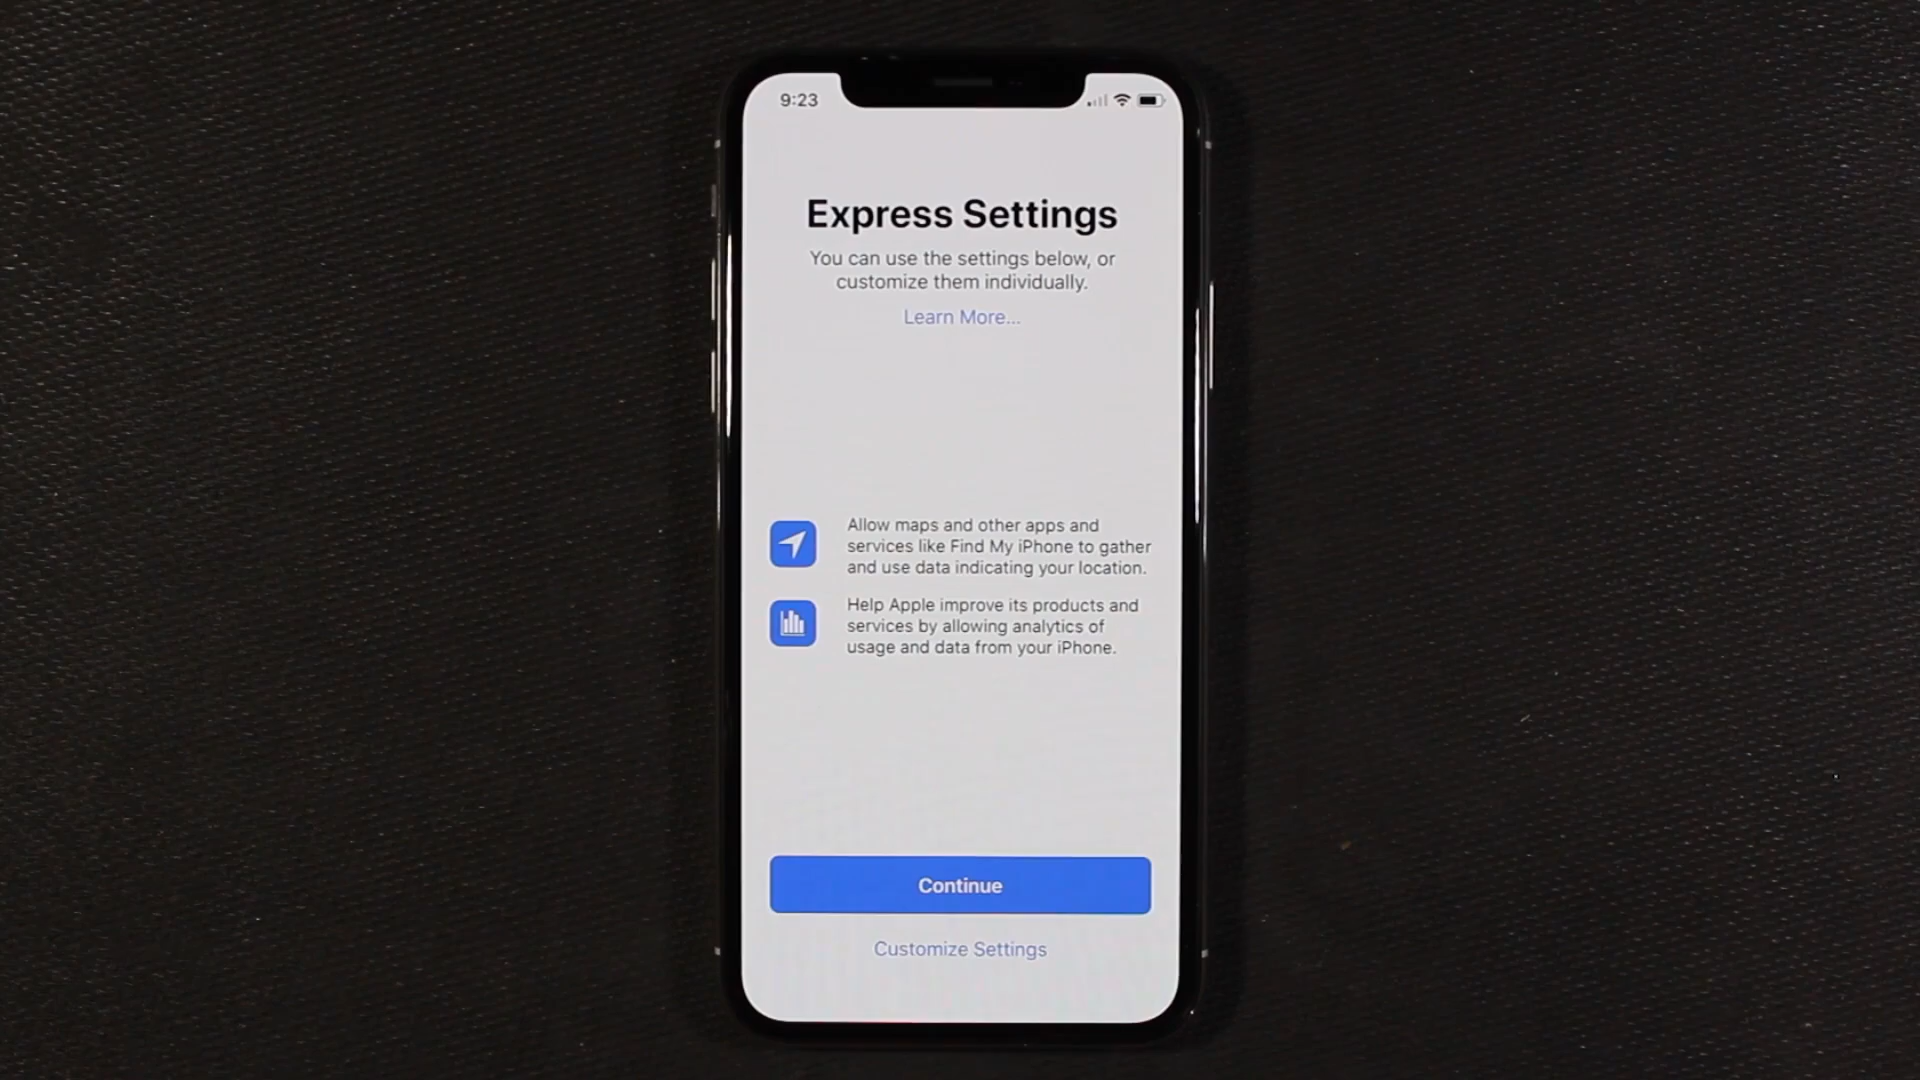 9:23
Express Settings
You can use the settings below, or
customize them individually.
Learn More...
Allow maps and other apps and
services like Find My iPhone to gather
and use data indicating your location.
Help Apple improve its products and
services by allowing analytics of
usage and data from your iPhone.
Continue
Customize Settings